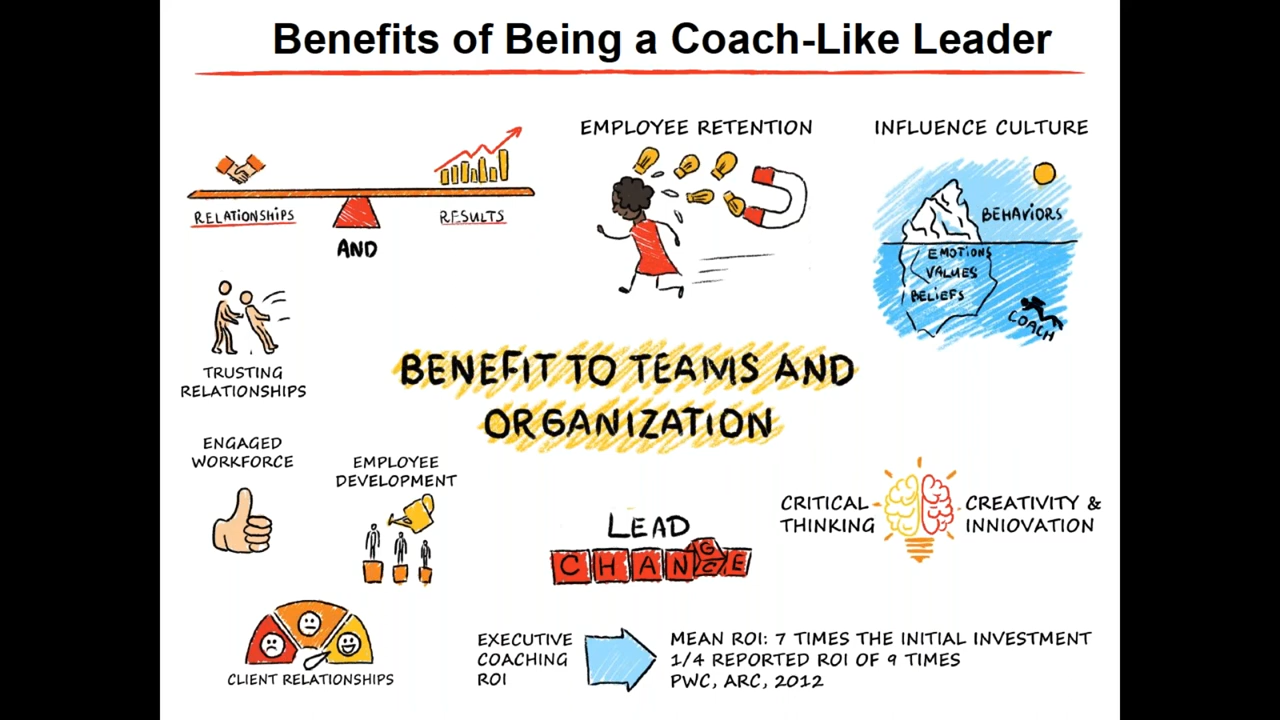 Benefits of Being a Coach-Like Leader
RELATIONSHIPS
RESULTS
AND
EMPLOYEE RETENTION
INFLUENCE CULTURE
BEHAVIORS
EMOTIONS
VALUES
BELIEFS
COACH
TRUSTING
RELATIONSHIPS
BENEFIT TO TEAMS AND
ORGANIZATION
ENGAGED
WORKFORCE
EMPLOYEE
DEVELOPMENT
LEAD
CHANGCE
CRITICAL
THINKING
CREATIVITY &
INNIOVATION
CLIENT RELATIONSHIPS
EXECUTIVE
COACHING
ROI
MEAN ROI: 7 TIMES THE INITIAL INVESTMENT
1/4 REPORTED ROI OF 9 TIMES
PWC, ARC, 2012